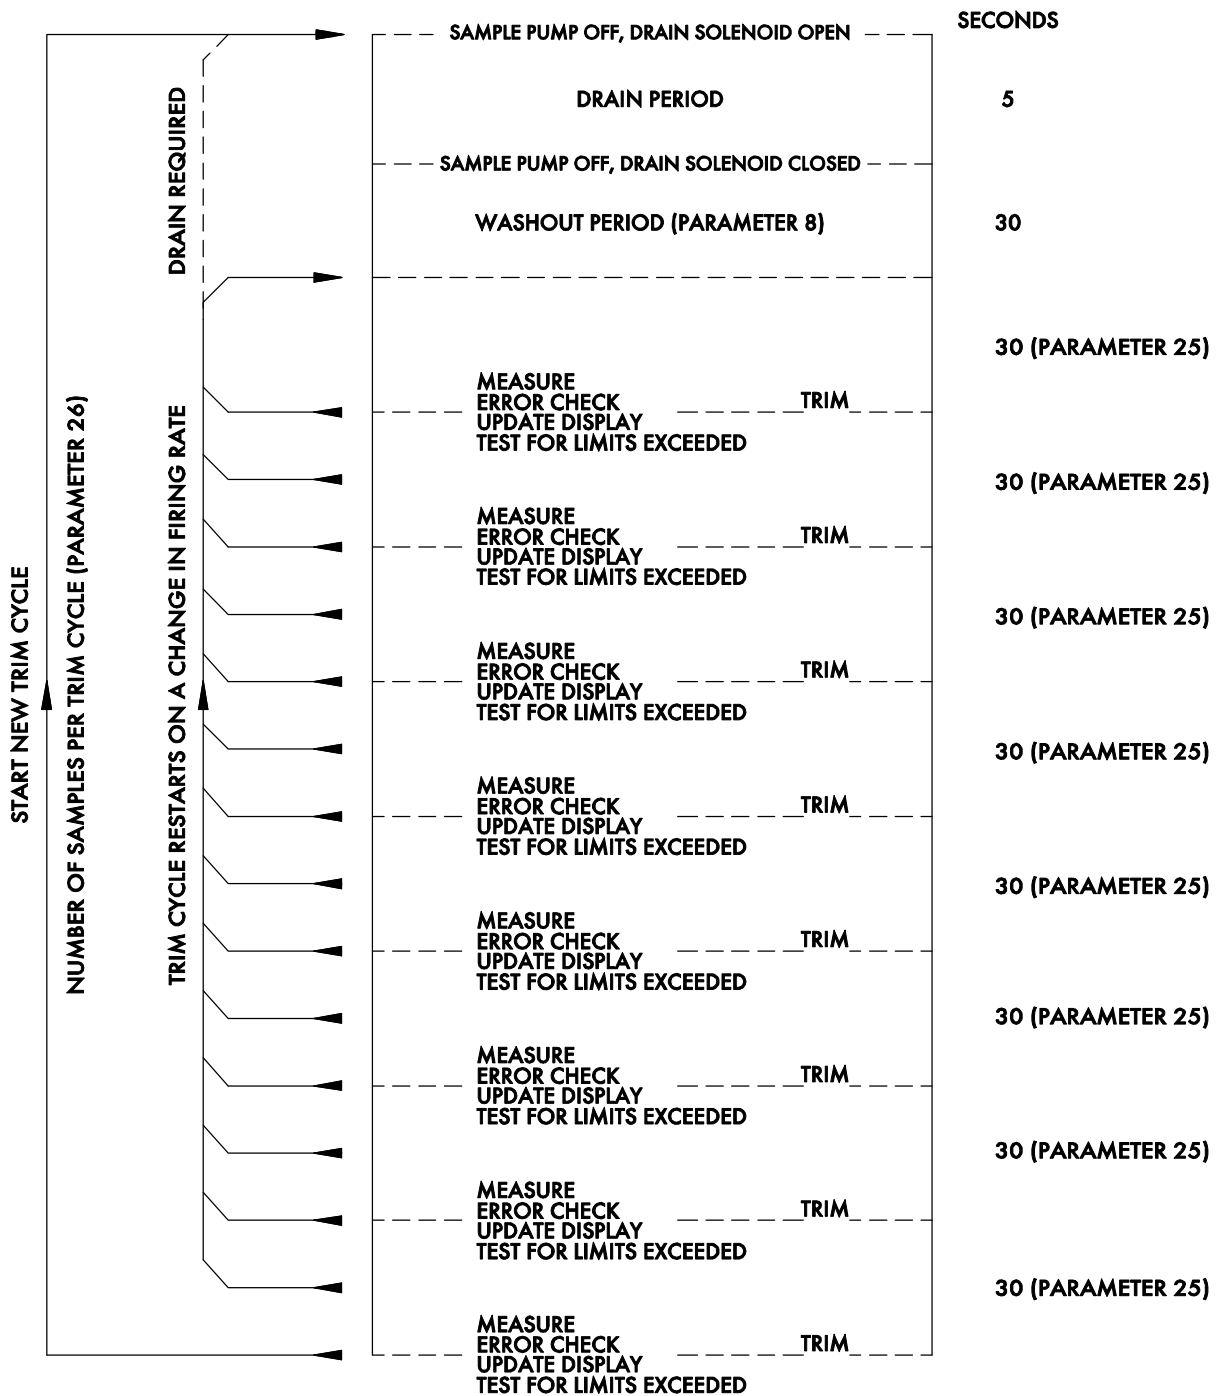 SECONDS
SAMPLE PUMP OFF, DRAIN SOLENOID OPEN
DRAIN PERIOD
5
SAMPLE PUMP OFF, DRAIN SOLENOID CLOSED
WASHOUT PERIOD (PARAMETER 8)
30
START NEW TRIM CYCLE
NUMBER OF SAMPLES PER TRIM CYCLE (PARAMETER 26)
DRAIN REQUIRED
TRIM CYCLE RESTARTS ON A CHANGE IN FIRING RATE
30 (PARAMETER 25)
MEASURE
ERROR CHECK
TRIM
UPDATE DISPLAY
TEST FOR LIMITS EXCEEDED
30 (PARAMETER 25)
MEASURE
ERROR CHECK
TRIM
UPDATE DISPLAY
TEST FOR LIMITS EXCEEDED
30 (PARAMETER 25)
MEASURE
ERROR CHECK
TRIM
UPDATE DISPLAY
TEST FOR LIMITS EXCEEDED
30 (PARAMETER 25)
MEASURE
ERROR CHECK
TRIM
UPDATE DISPLAY
TEST FOR LIMITS EXCEEDED
30 (PARAMETER 25)
MEASURE
ERROR CHECK
TRIM
UPDATE DISPLAY
TEST FOR LIMITS EXCEEDED
30 (PARAMETER 25)
MEASURE
ERROR CHECK
TRIM
UPDATE DISPLAY
TEST FOR LIMITS EXCEEDED
30 (PARAMETER 25)
MEASURE
ERROR CHECK
TRIM
UPDATE DISPLAY
TEST FOR LIMITS EXCEEDED
30 (PARAMETER 25)
MEASURE
ERROR CHECK
TRIM
UPDATE DISPLAY
TEST FOR LIMITS EXCEEDED